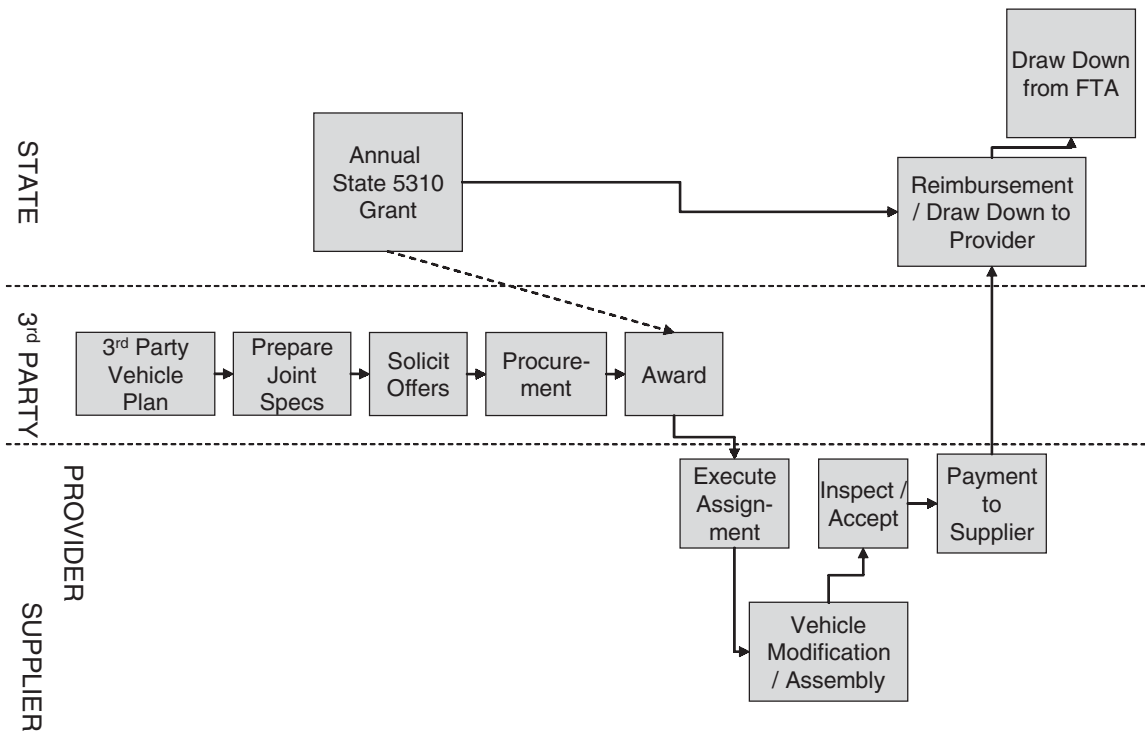 Draw Down
from FTA
STATE
Annual
State 5310
Grant
Reimbursement
/ Draw Down to
Provider
3rd PARTY
3rd Party
Vehicle
Plan
Prepare
Joint
Specs
Solicit
Offers
Procure-
ment
Award
PROVIDER
Execute
Assign-
ment
Inspect /
Accept
Payment
to
Supplier
SUPPLIER
Vehicle
Modification
/ Assembly